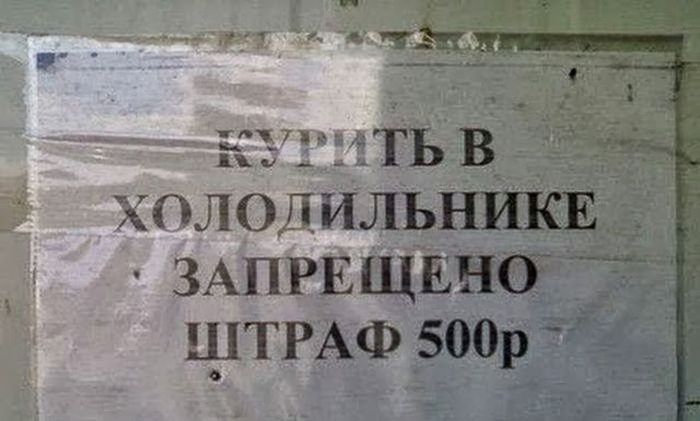 КУРИТЬ В
ХОЛОДИЛЬНИКЕ
ЗАПРЕЩЕНО
ШТРАФ 500р